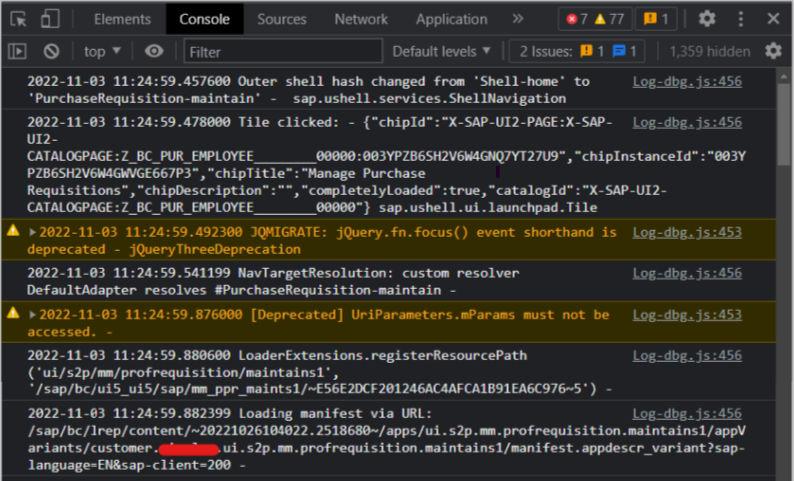 Elements Console Sources Network Application » 7 77 1
top Filter Default levels ▼ 2 Issues: 1 1 1,359 hidden
2022-11-03 11:24:59.457600 Outer shell hash changed from 'Shell-home' to Log-dbg.js:456
'PurchaseRequisition-maintain' -  sap.ushell.services.ShellNavigation
2022-11-03 11:24:59.478000 Tile clicked: - {"chipId":"X-SAP-UI2-PAGE:X-SAP- Log-dbg.js:456
UI2-
CATALOGPAGE:Z_BC_PUR_EMPLOYEE________00000:003YPZB6SH2V6W4GNQ7YT27U9","chipInstanceId":"003Y
PZB6SH2V6W4GWVGE667P3","chipTitle":"Manage Purchase
Requisitions","chipDescription":"","completelyLoaded":true,"catalogId":"X-SAP-UI2-
CATALOGPAGE:Z_BC_PUR_EMPLOYEE________00000"} sap.ushell.ui.launchpad.Tile
2022-11-03 11:24:59.492300 JQMIGRATE: jQuery.fn.focus() event shorthand is Log-dbg.js:453
deprecated - jQueryThreeDeprecation
2022-11-03 11:24:59.541199 NavTargetResolution: custom resolver Log-dbg.js:456
DefaultAdapter resolves #PurchaseRequisition-maintain -
2022-11-03 11:24:59.876000 [Deprecated] UriParameters.mParams must not be Log-dbg.js:453
accessed. -
2022-11-03 11:24:59.880600 LoaderExtensions.registerResourcePath Log-dbg.js:456
('ui/s2p/mm/profrequisition/maintains1',
'/sap/bc/ui5_ui5/sap/mm_ppr_maints1/~E56E2DCF201246AC4AFCA1B91EA6C976~5') -
2022-11-03 11:24:59.882399 Loading manifest via URL: Log-dbg.js:456
/sap/bc/lrep/content/~20221026104022.2518680~/apps/ui.s2p.mm.profrequisition.maintains1/appV
ariants/customer. .ui.s2p.mm.profrequisition.maintains1/manifest.appdescr_variant?sap-
language=EN&sap-client=200 -